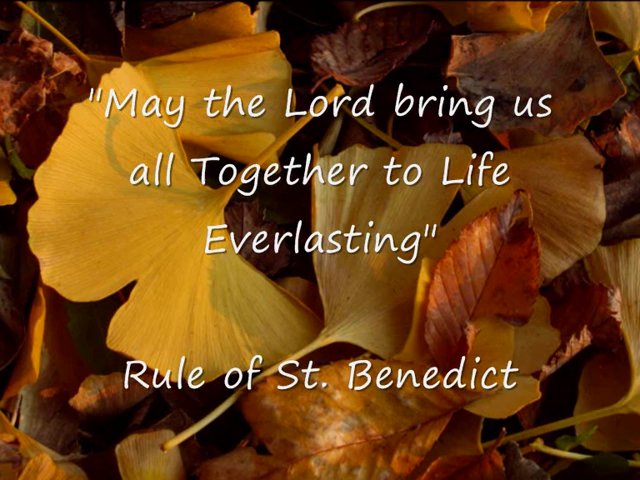 "May the Lord bring us
all Together to Life
Everlasting"
Rule of St. Benedict